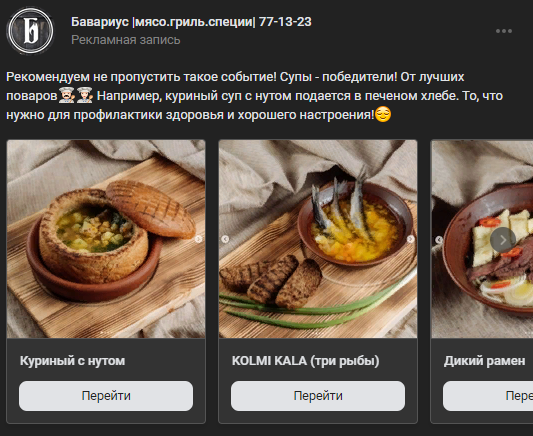 Б
Бавариус |мясо.гриль.специи| 77-13-23
Рекламная запись
Рекомендуем не пропустить такое событие! Супы - победители! От лучших
поваров👨‍🍳👩‍🍳 Например, куриный суп с нутом подается в печеном хлебе. То, что
нужно для профилактики здоровья и хорошего настроения!😌
Куриный с нутом
KOLMI KALA (три рыбы)
Дикий рамен
Перейти
Перейти
Пере